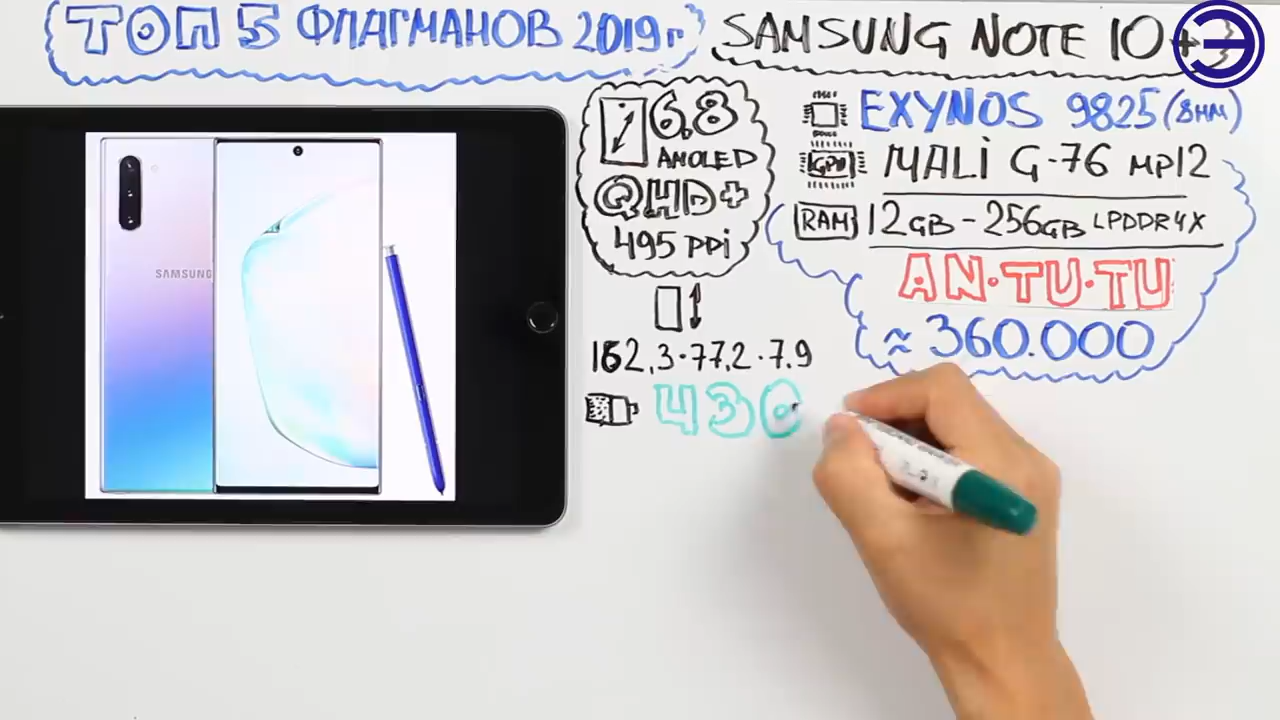 ТОП 5 ФЛАГМАНОВ 2019г.
SAMSUNG NOTE 10+
Э
6,8
AMOLED
QHD+
495 PPi
EXYNOS 9825 (8НМ)
GPU MALi G-76 MP12
RAM 12GB - 256GB LPDDR4X
AN·TU·TU
≈ 360.000
162,3·77,2·7,9
430
SAMSUNG